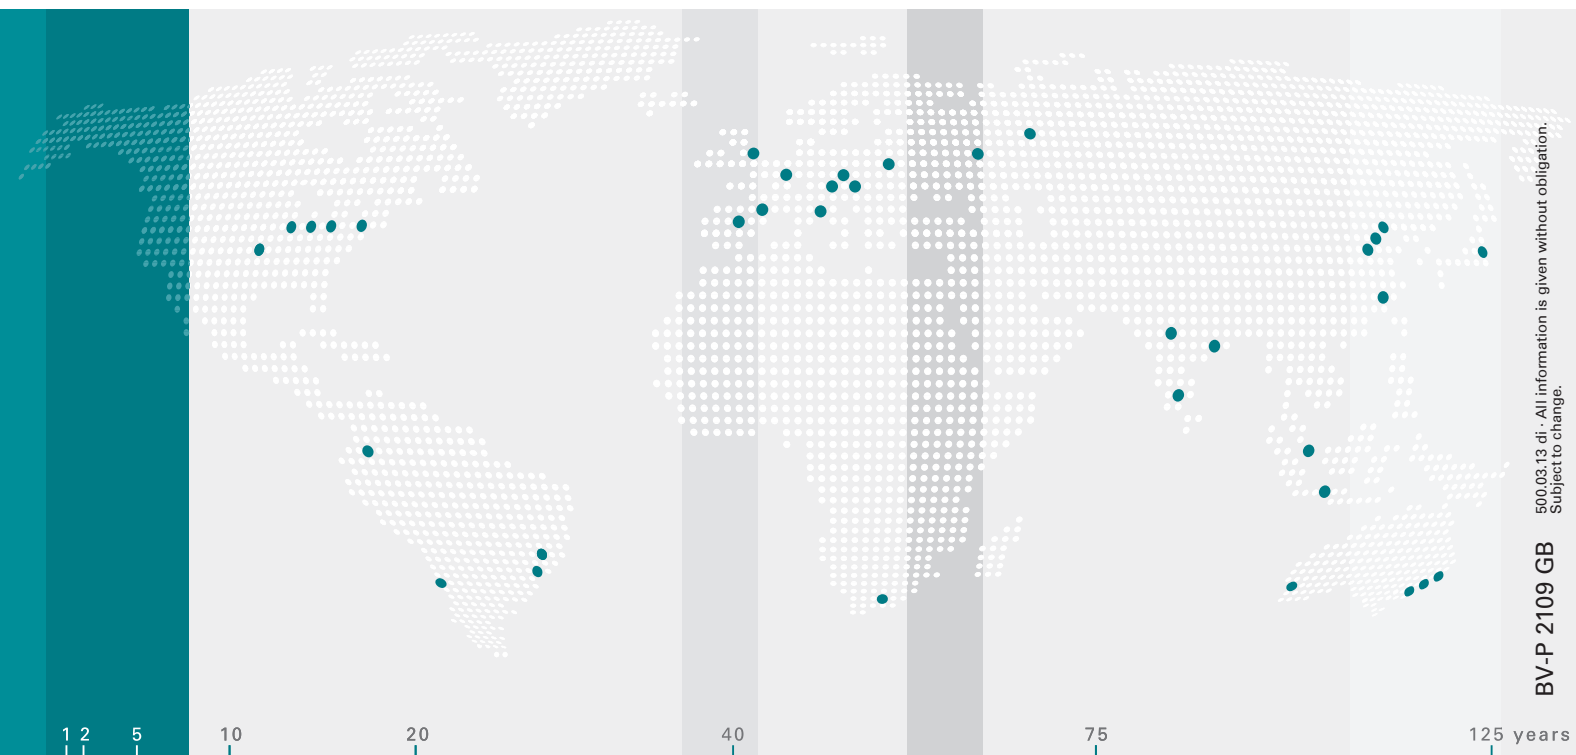 500.03.13 di · All information is given without obligation.
Subject to change.
BV-P 2109 GB
1 2 5 10 20 40 75 125 years